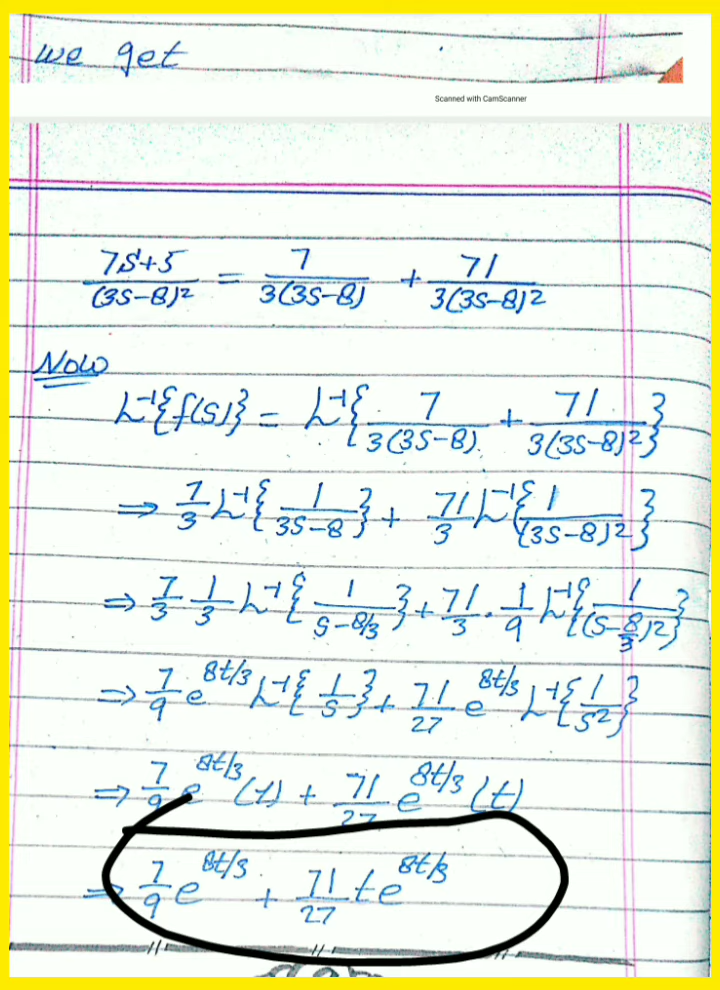 we get
Scanned with CamScanner
7S+5/(3S-8)² = 7/3(3S-8) + 71/3(3S-8)²
Now
L⁻¹{f(s)} = L⁻¹{7/3(3S-8) + 71/3(3S-8)²}
⇒ 7/3 L⁻¹{1/3S-8} + 71/3 L⁻¹{1/(3S-8)²}
⇒ 7/3 1/3 L⁻¹{1/S-8/3} + 71/3 · 1/9 L⁻¹{1/(S-8/3)²}
⇒ 7/9 e^8t/3 L⁻¹{1/S} + 71/27 e^8t/3 L⁻¹{1/S²}
⇒ 7/9 e^8t/3 (1) + 71/27 e^8t/3 (t)
⇒ 7/9 e^8t/3 + 71/27 t e^8t/3